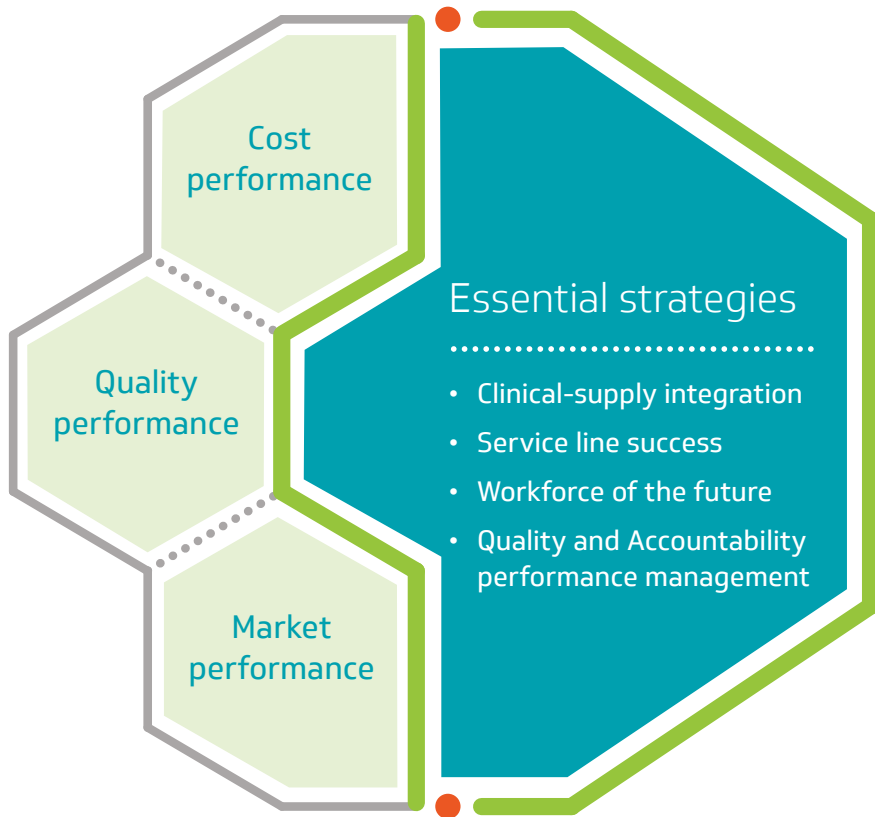 Cost
performance
Quality
performance
Market
performance
Essential strategies
• Clinical-supply integration
• Service line success
• Workforce of the future
• Quality and Accountability
performance management